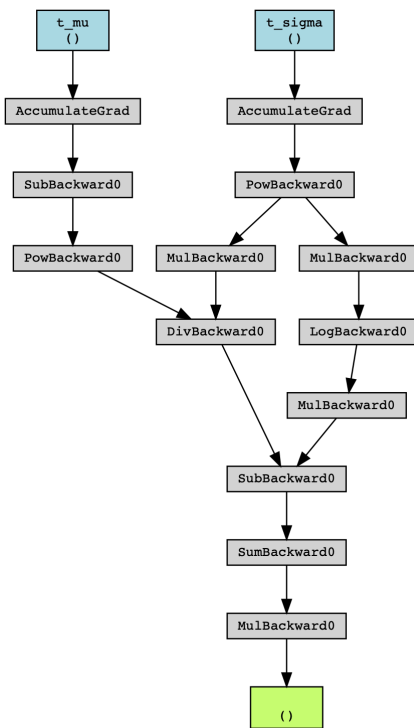 t_mu
()
t_sigma
()
AccumulateGrad
AccumulateGrad
SubBackward0
PowBackward0
PowBackward0
MulBackward0
MulBackward0
DivBackward0
LogBackward0
MulBackward0
SubBackward0
SumBackward0
MulBackward0
()